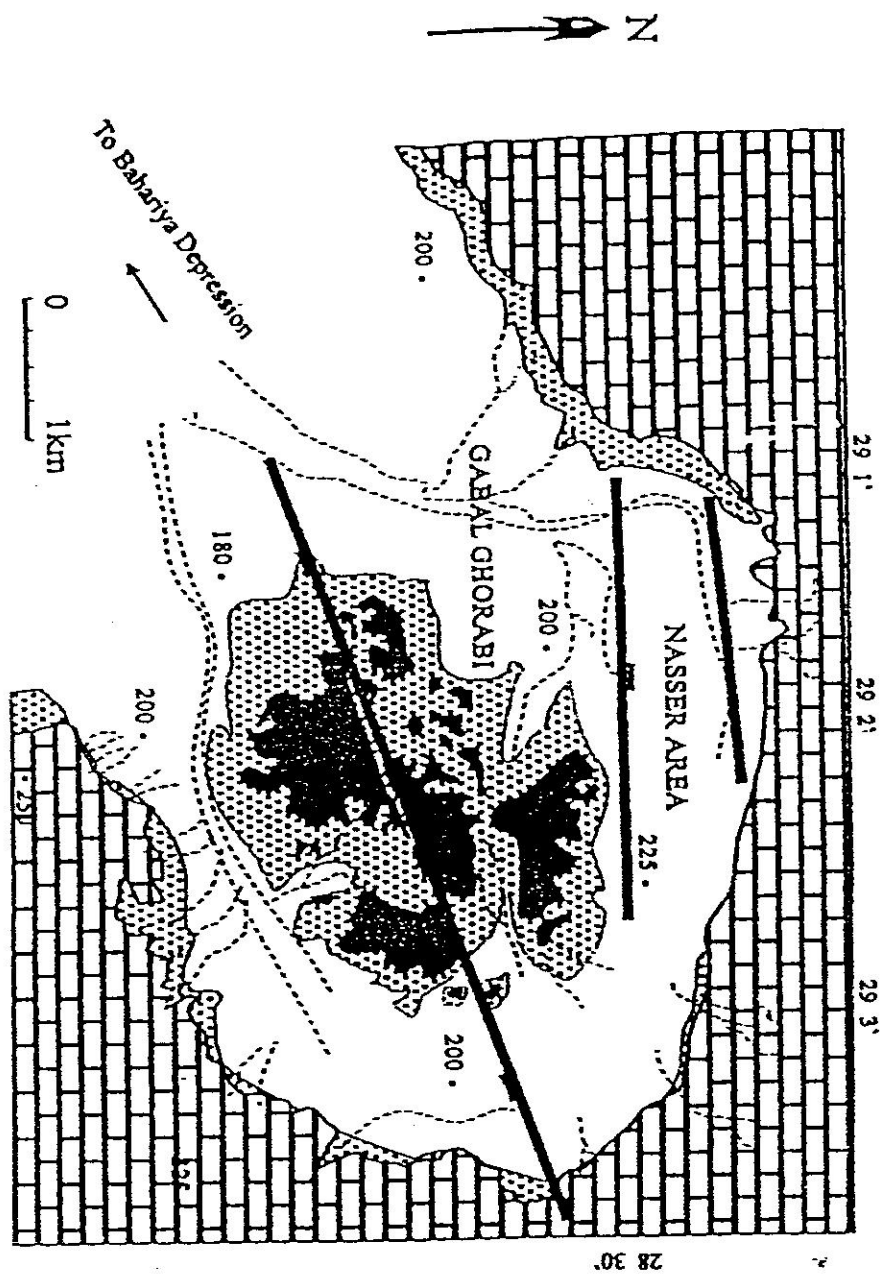 N
29 1'
29 2'
29 3'
28 30'
NASSER AREA
225.
GABAL GHORABI
200.
200.
200.
180.
200.
To Bahariya Depression
0 1km